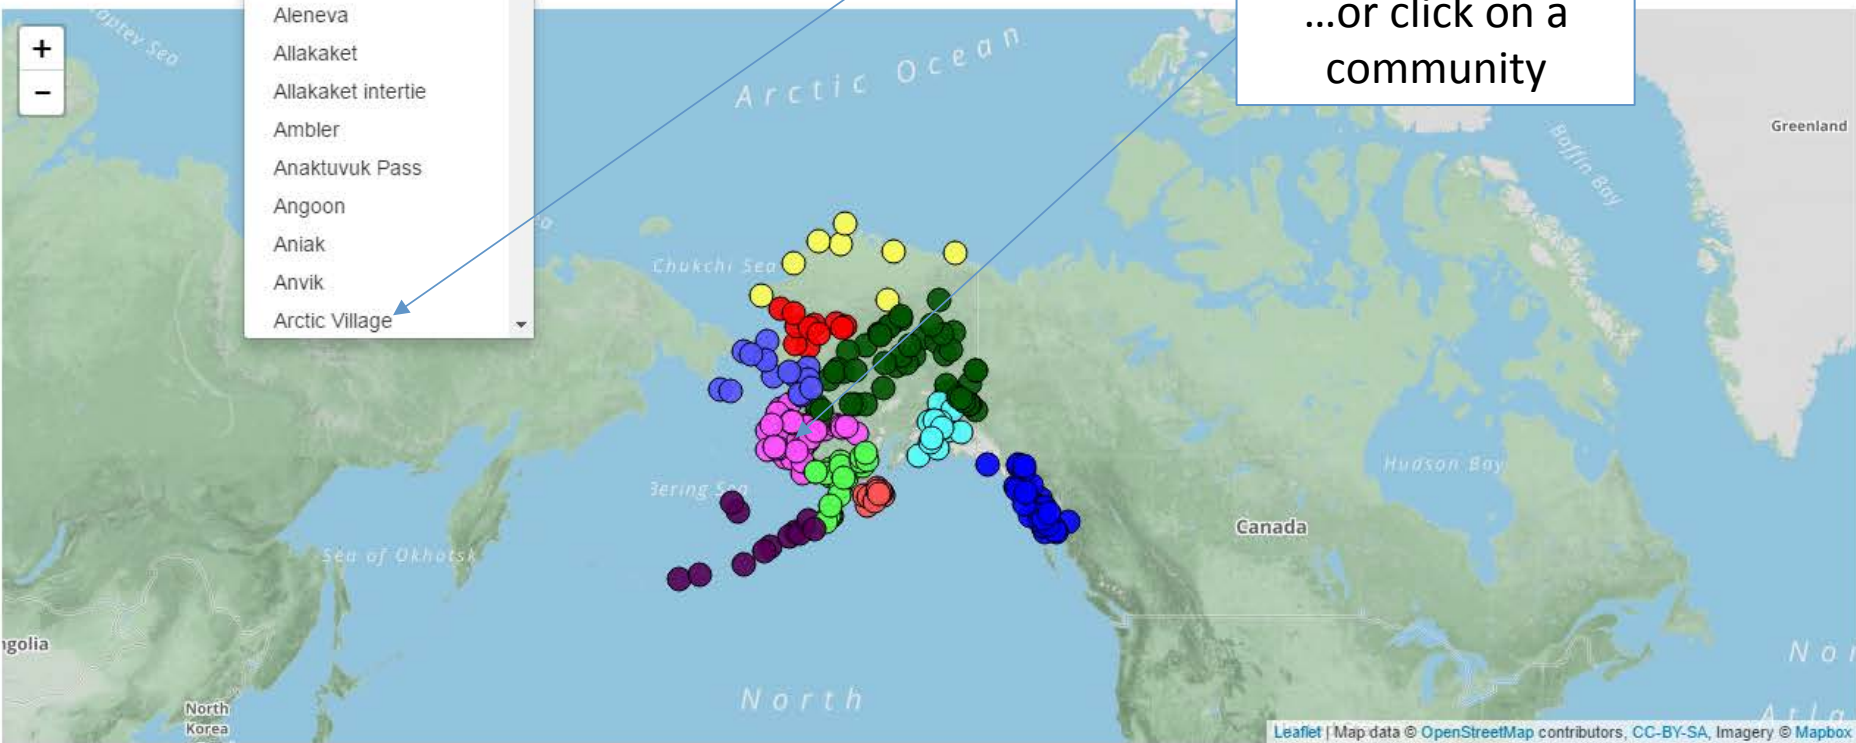 …or click on a
community
+
−
Aleneva
Allakaket
Allakaket intertie
Ambler
Anaktuvuk Pass
Angoon
Aniak
Anvik
Arctic Village
Arctic Ocean
Greenland
Baffin Bay
Chukchi Sea
Bering Sea
Hudson Bay
Canada
Sea of Okhotsk
North
North
Korea
Leaflet | Map data © OpenStreetMap contributors, CC-BY-SA, Imagery © Mapbox